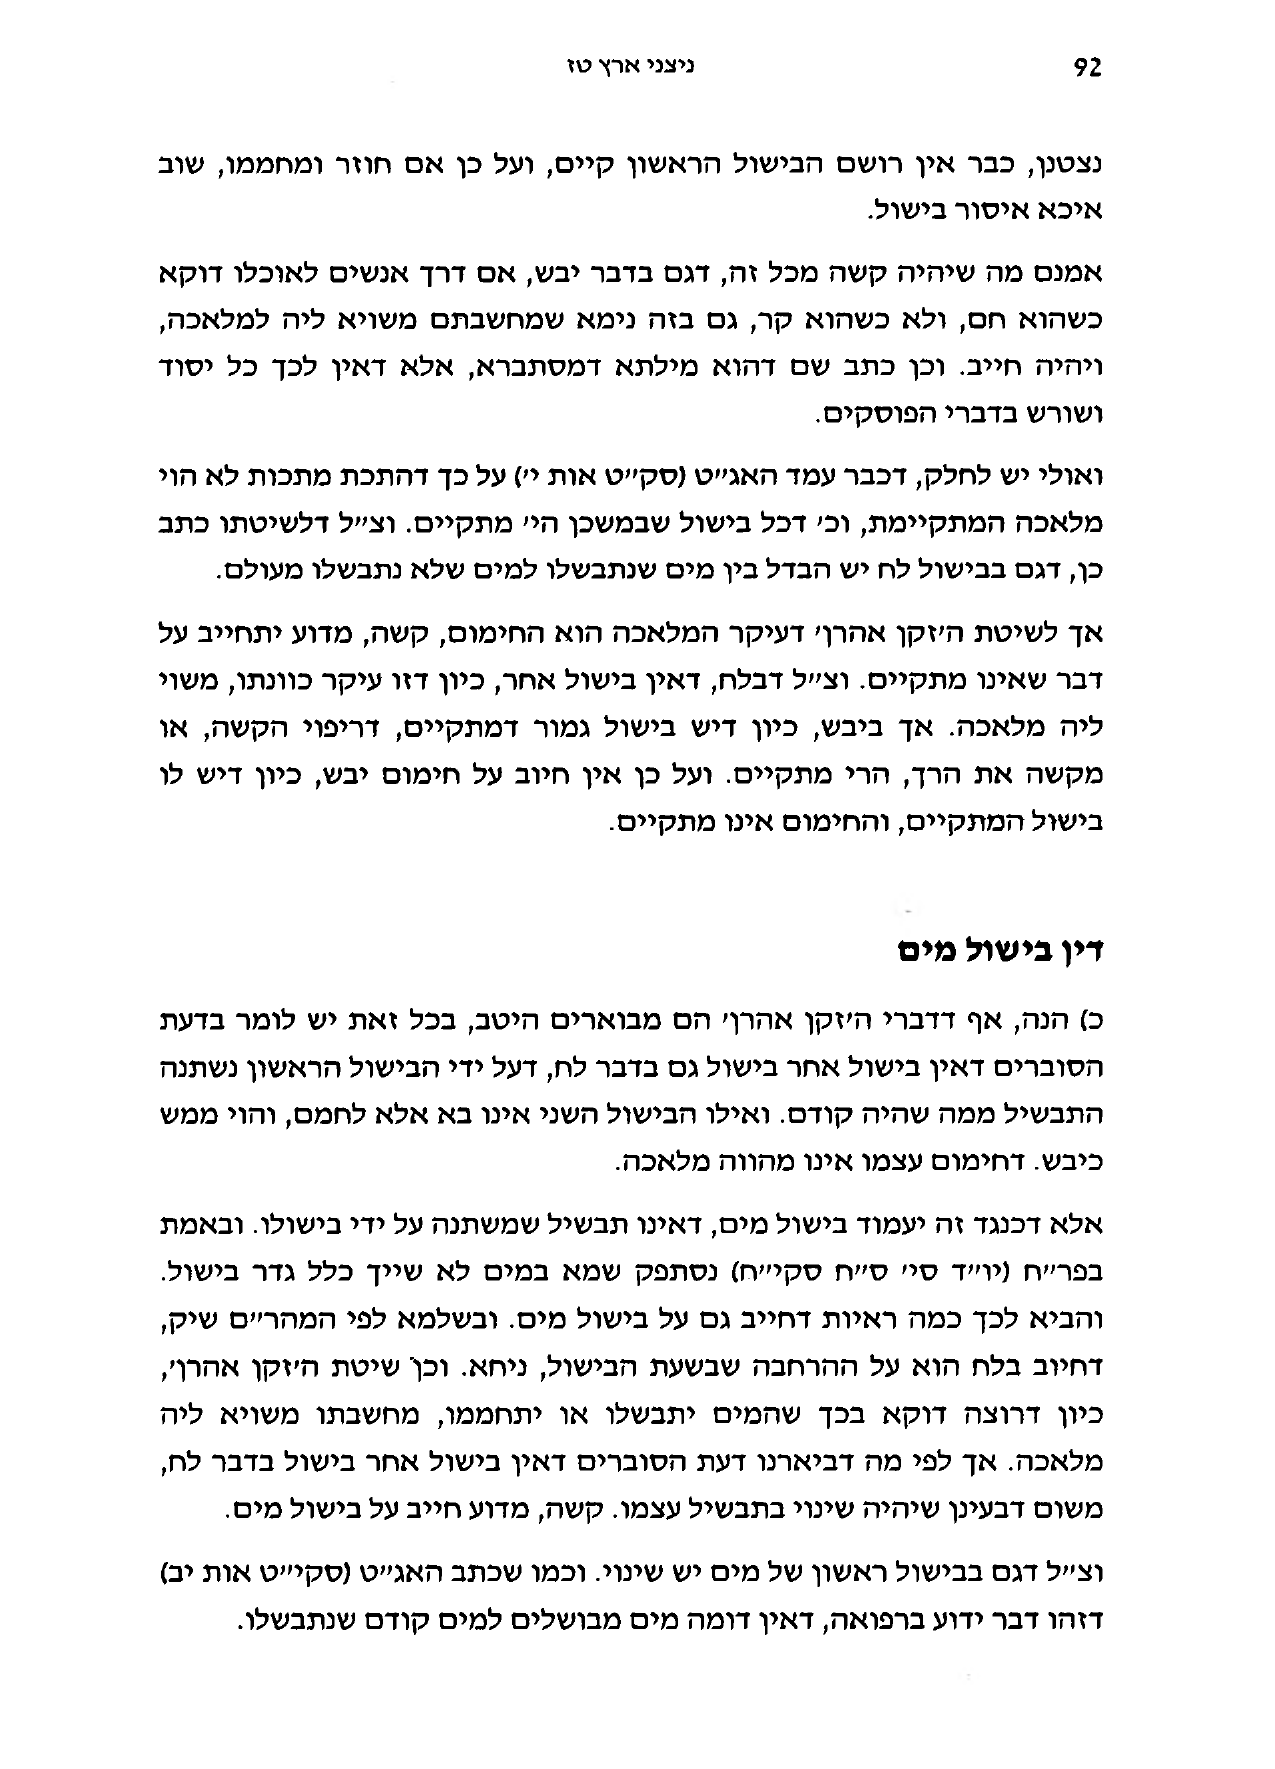 92
ניצני ארץ טז
נצטנן, כבר אין רושם הבישול הראשון קיים, ועל כן אם חוזר ומחממו, שוב
איכא איסור בישול.
אמנם מה שיהיה קשה מכל זה, דגם בדבר יבש, אם דרך אנשים לאוכלו דוקא
כשהוא חם, ולא כשהוא קר, גם בזה נימא שמחשבתם משויא ליה למלאכה,
ויהיה חייב. וכן כתב שם דהוא מילתא דמסתברא, אלא דאין לכך כל יסוד
ושורש בדברי הפוסקים.
ואולי יש לחלק, דכבר עמד האג״ט (סק״ט אות י׳) על כך דהתכת מתכות לא הוי
מלאכה המתקיימת, וכ׳ דכל בישול שבמשכן הי׳ מתקיים. וצ״ל דלשיטתו כתב
כן, דגם בבישול לח יש הבדל בין מים שנתבשלו למים שלא נתבשלו מעולם.
אך לשיטת ה׳זקן אהרן׳ דעיקר המלאכה הוא החימום, קשה, מדוע יתחייב על
דבר שאינו מתקיים. וצ״ל דבלח, דאין בישול אחר, כיון דזו עיקר כוונתו, משוי
ליה מלאכה. אך ביבש, כיון דיש בישול גמור דמתקיים, דריפוי הקשה, או
מקשה את הרך, הרי מתקיים. ועל כן אין חיוב על חימום יבש, כיון דיש לו
בישול המתקיים, והחימום אינו מתקיים.
דין בישול מים
כ) הנה, אף דדברי ה׳זקן אהרן׳ הם מבוארים היטב, בכל זאת יש לומר בדעת
הסוברים דאין בישול אחר בישול גם בדבר לח, דעל ידי הבישול הראשון נשתנה
התבשיל ממה שהיה קודם. ואילו הבישול השני אינו בא אלא לחמם, והוי ממש
כיבש. דחימום עצמו אינו מהווה מלאכה.
אלא דכנגד זה יעמוד בישול מים, דאינו תבשיל שמשתנה על ידי בישולו. ובאמת
בפר״ח (יו״ד סי׳ ס״ח סקי״ח) נסתפק שמא במים לא שייך כלל גדר בישול.
והביא לכך כמה ראיות דחייב גם על בישול מים. ובשלמא לפי המהר״ם שיק,
דחיוב בלח הוא על ההרחבה שבשעת הבישול, ניחא. וכן שיטת ה׳זקן אהרן׳,
כיון דרוצה דוקא בכך שהמים יתבשלו או יתחממו, מחשבתו משויא ליה
מלאכה. אך לפי מה דביארנו דעת הסוברים דאין בישול אחר בישול בדבר לח,
משום דבעינן שיהיה שינוי בתבשיל עצמו. קשה, מדוע חייב על בישול מים.
וצ״ל דגם בבישול ראשון של מים יש שינוי. וכמו שכתב האג״ט (סקי״ט אות יב)
דזהו דבר ידוע ברפואה, דאין דומה מים מבושלים למים קודם שנתבשלו.